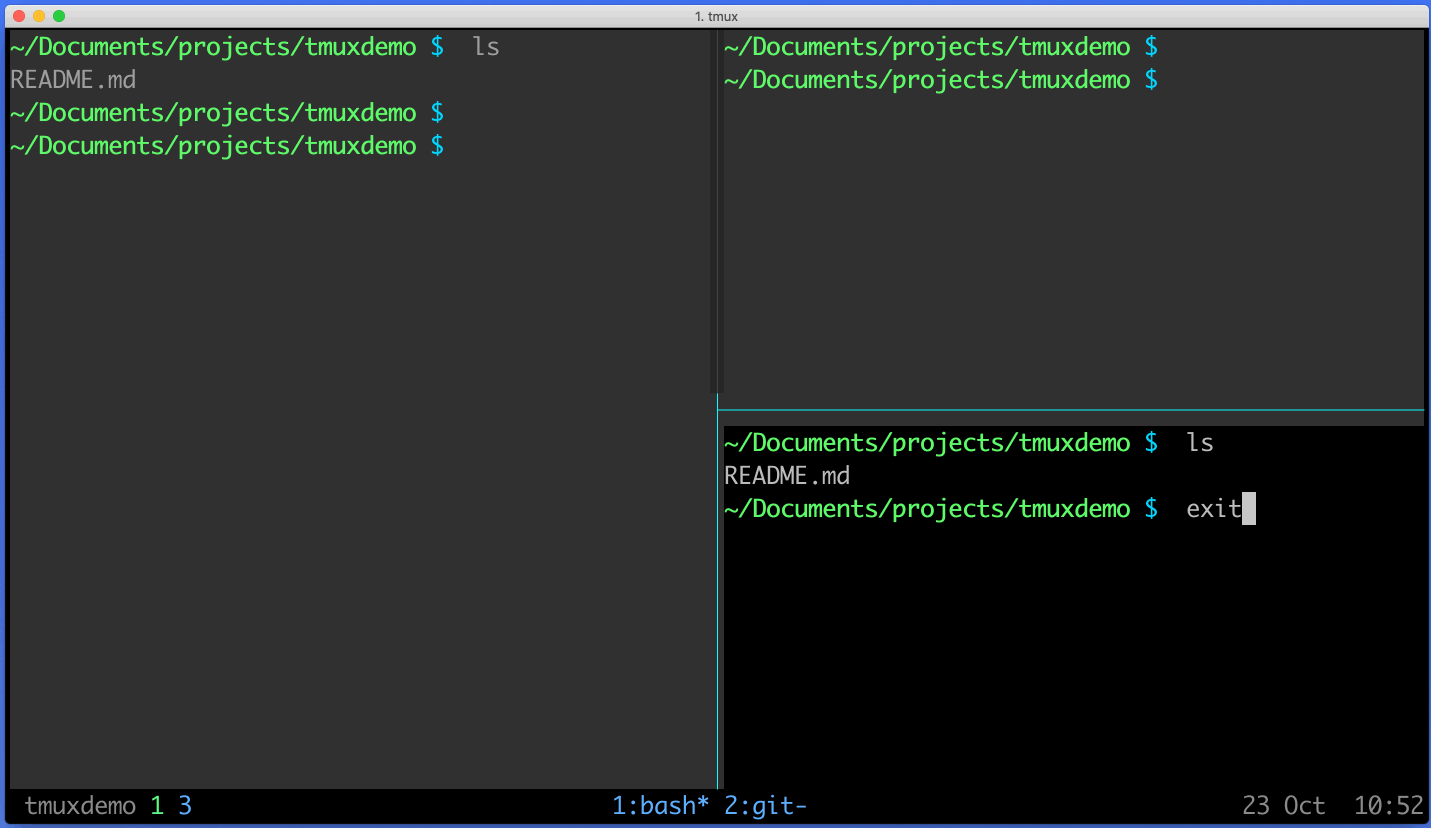 1. tmux
~/Documents/projects/tmuxdemo $  ls
README.md
~/Documents/projects/tmuxdemo $
~/Documents/projects/tmuxdemo $
~/Documents/projects/tmuxdemo $
~/Documents/projects/tmuxdemo $
~/Documents/projects/tmuxdemo $  ls
README.md
~/Documents/projects/tmuxdemo $  exit
tmuxdemo 1 3 1:bash* 2:git- 23 Oct  10:52